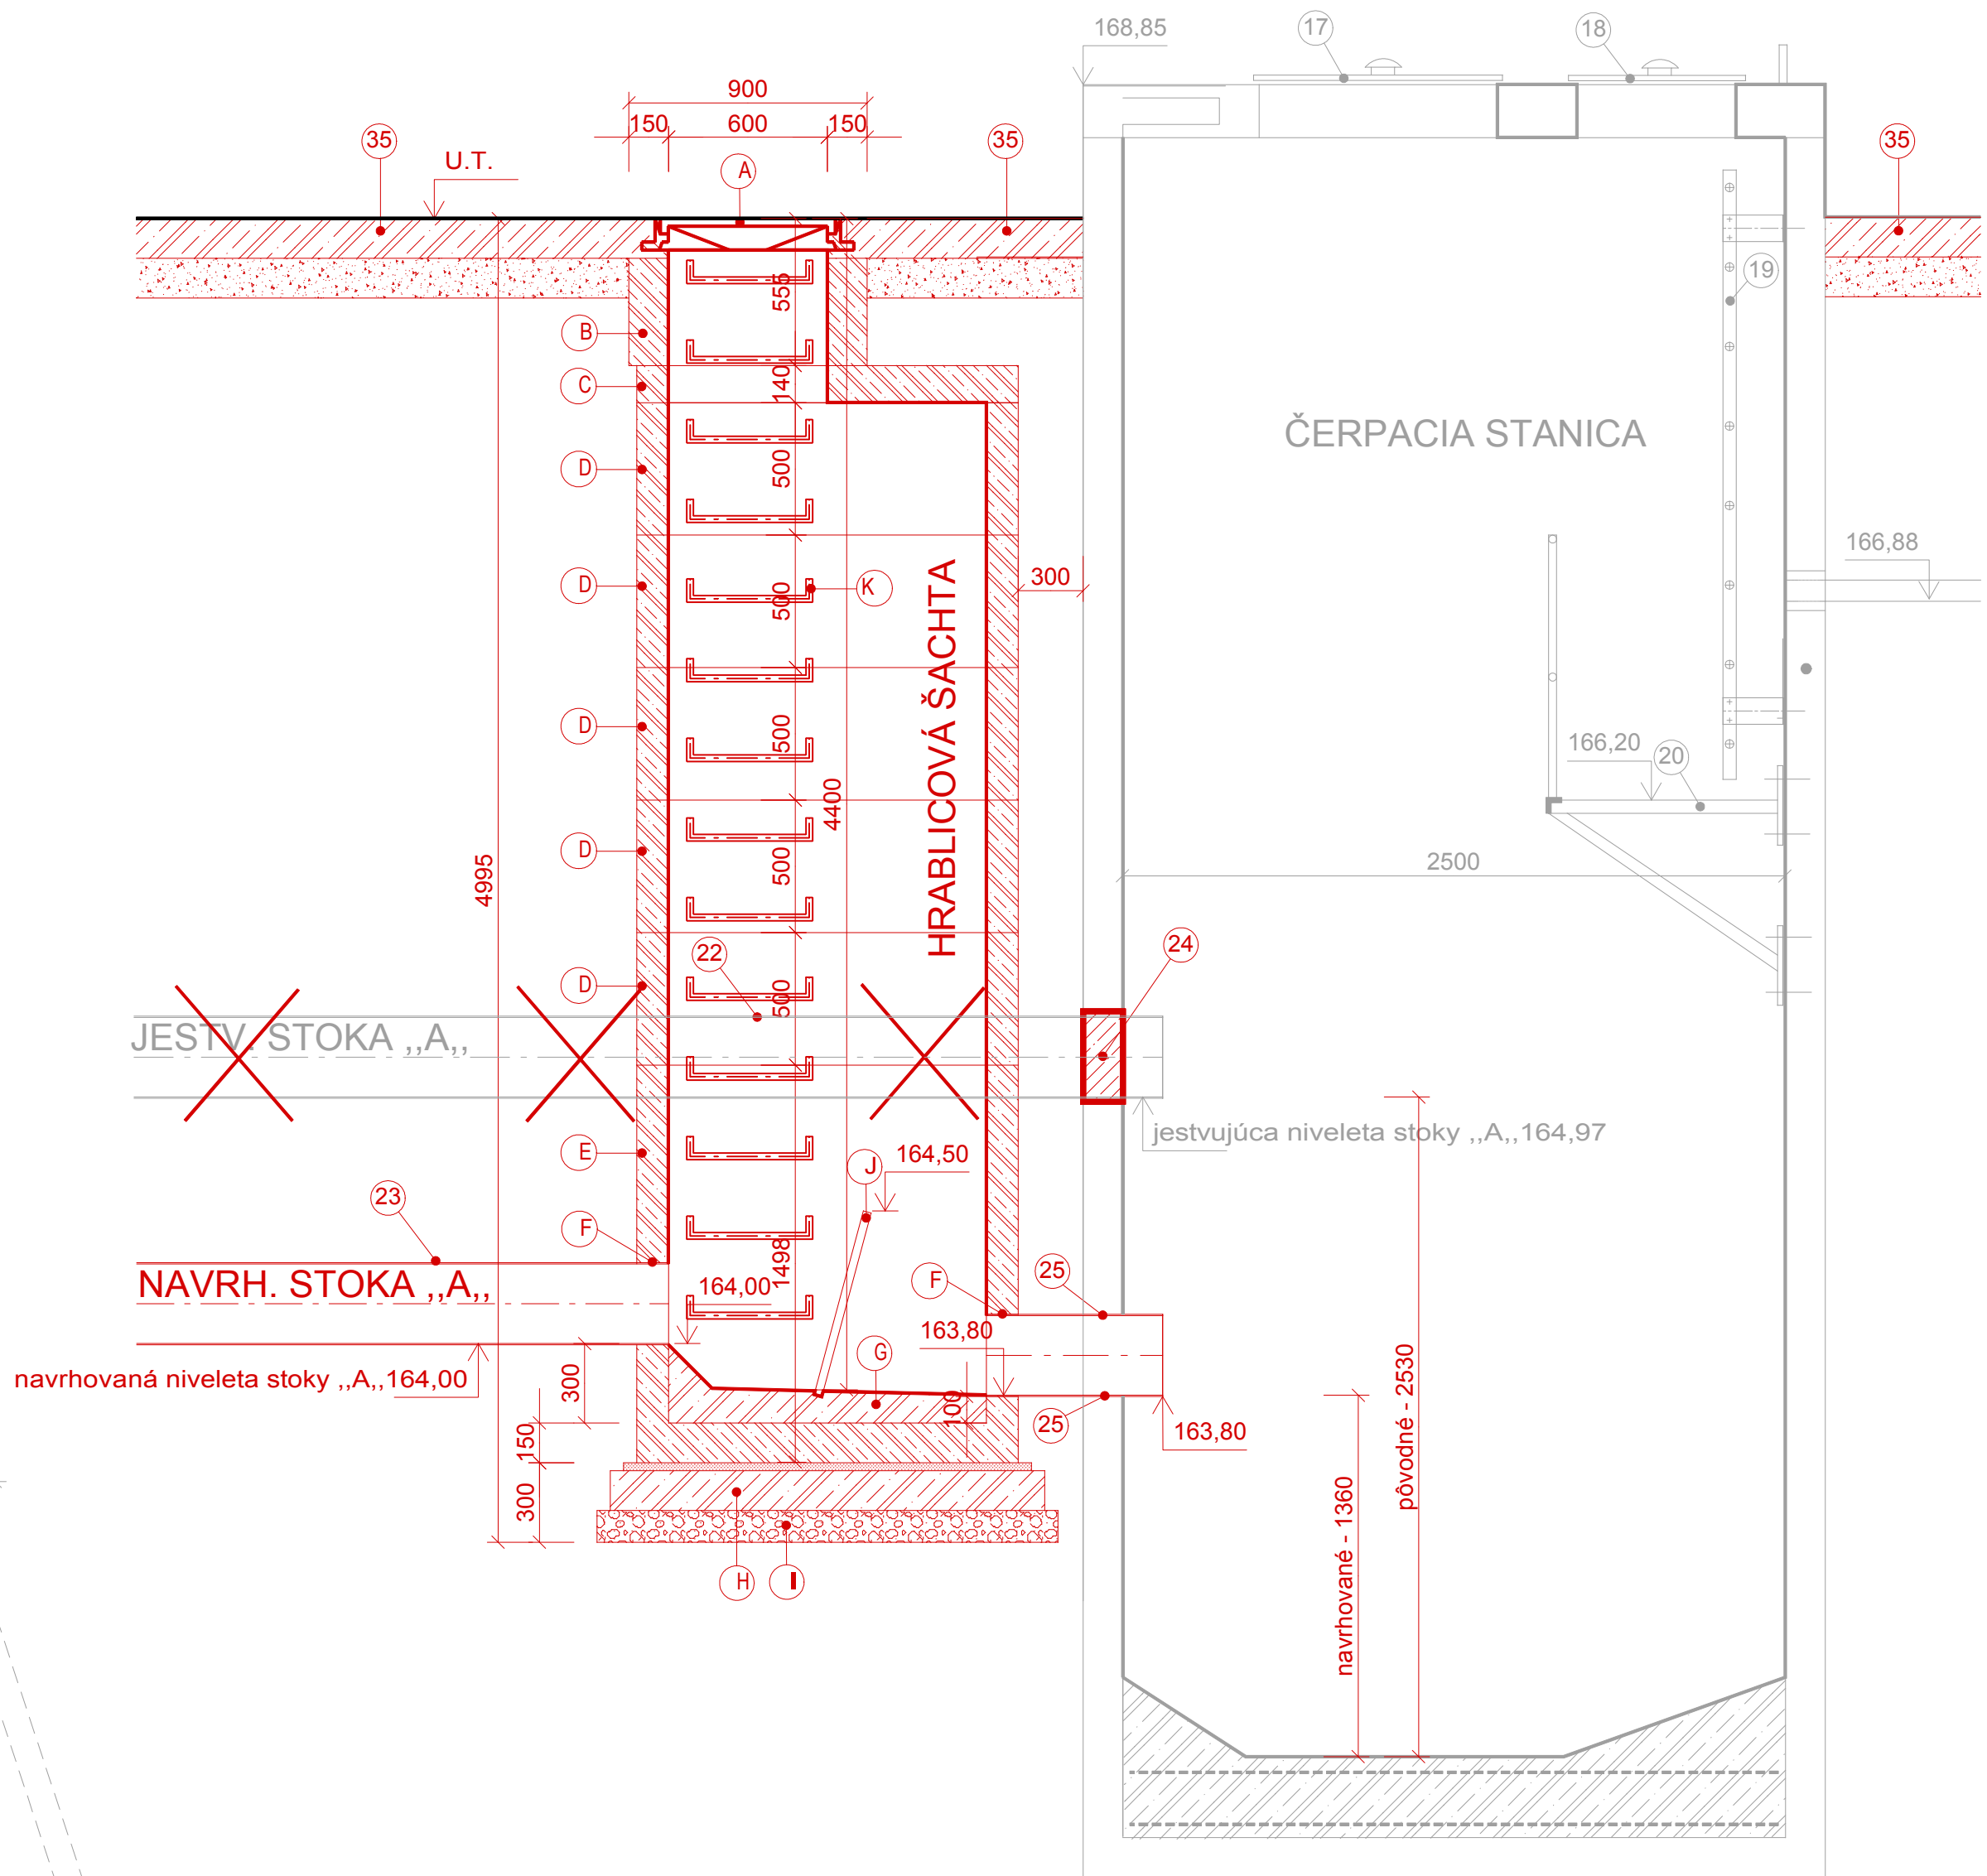 168,85
17
18
900
150
600
150
35
U.T.
A
35
35
19
555
B
C
140
ČERPACIA STANICA
D
500
166,88
D
K
500
300
HRABLICOVÁ ŠACHTA
D
500
166,20
20
4400
4995
D
500
2500
22
24
D
500
JESTV. STOKA ,,A,,
jestvujúca niveleta stoky ,,A,,164,97
E
J
164,50
23
F
1498
164,00
F
25
NAVRH. STOKA ,,A,,
163,80
G
navrhovaná niveleta stoky ,,A,,164,00
300
100
25
163,80
150
300
navrhované - 1360
pôvodné - 2530
H
I